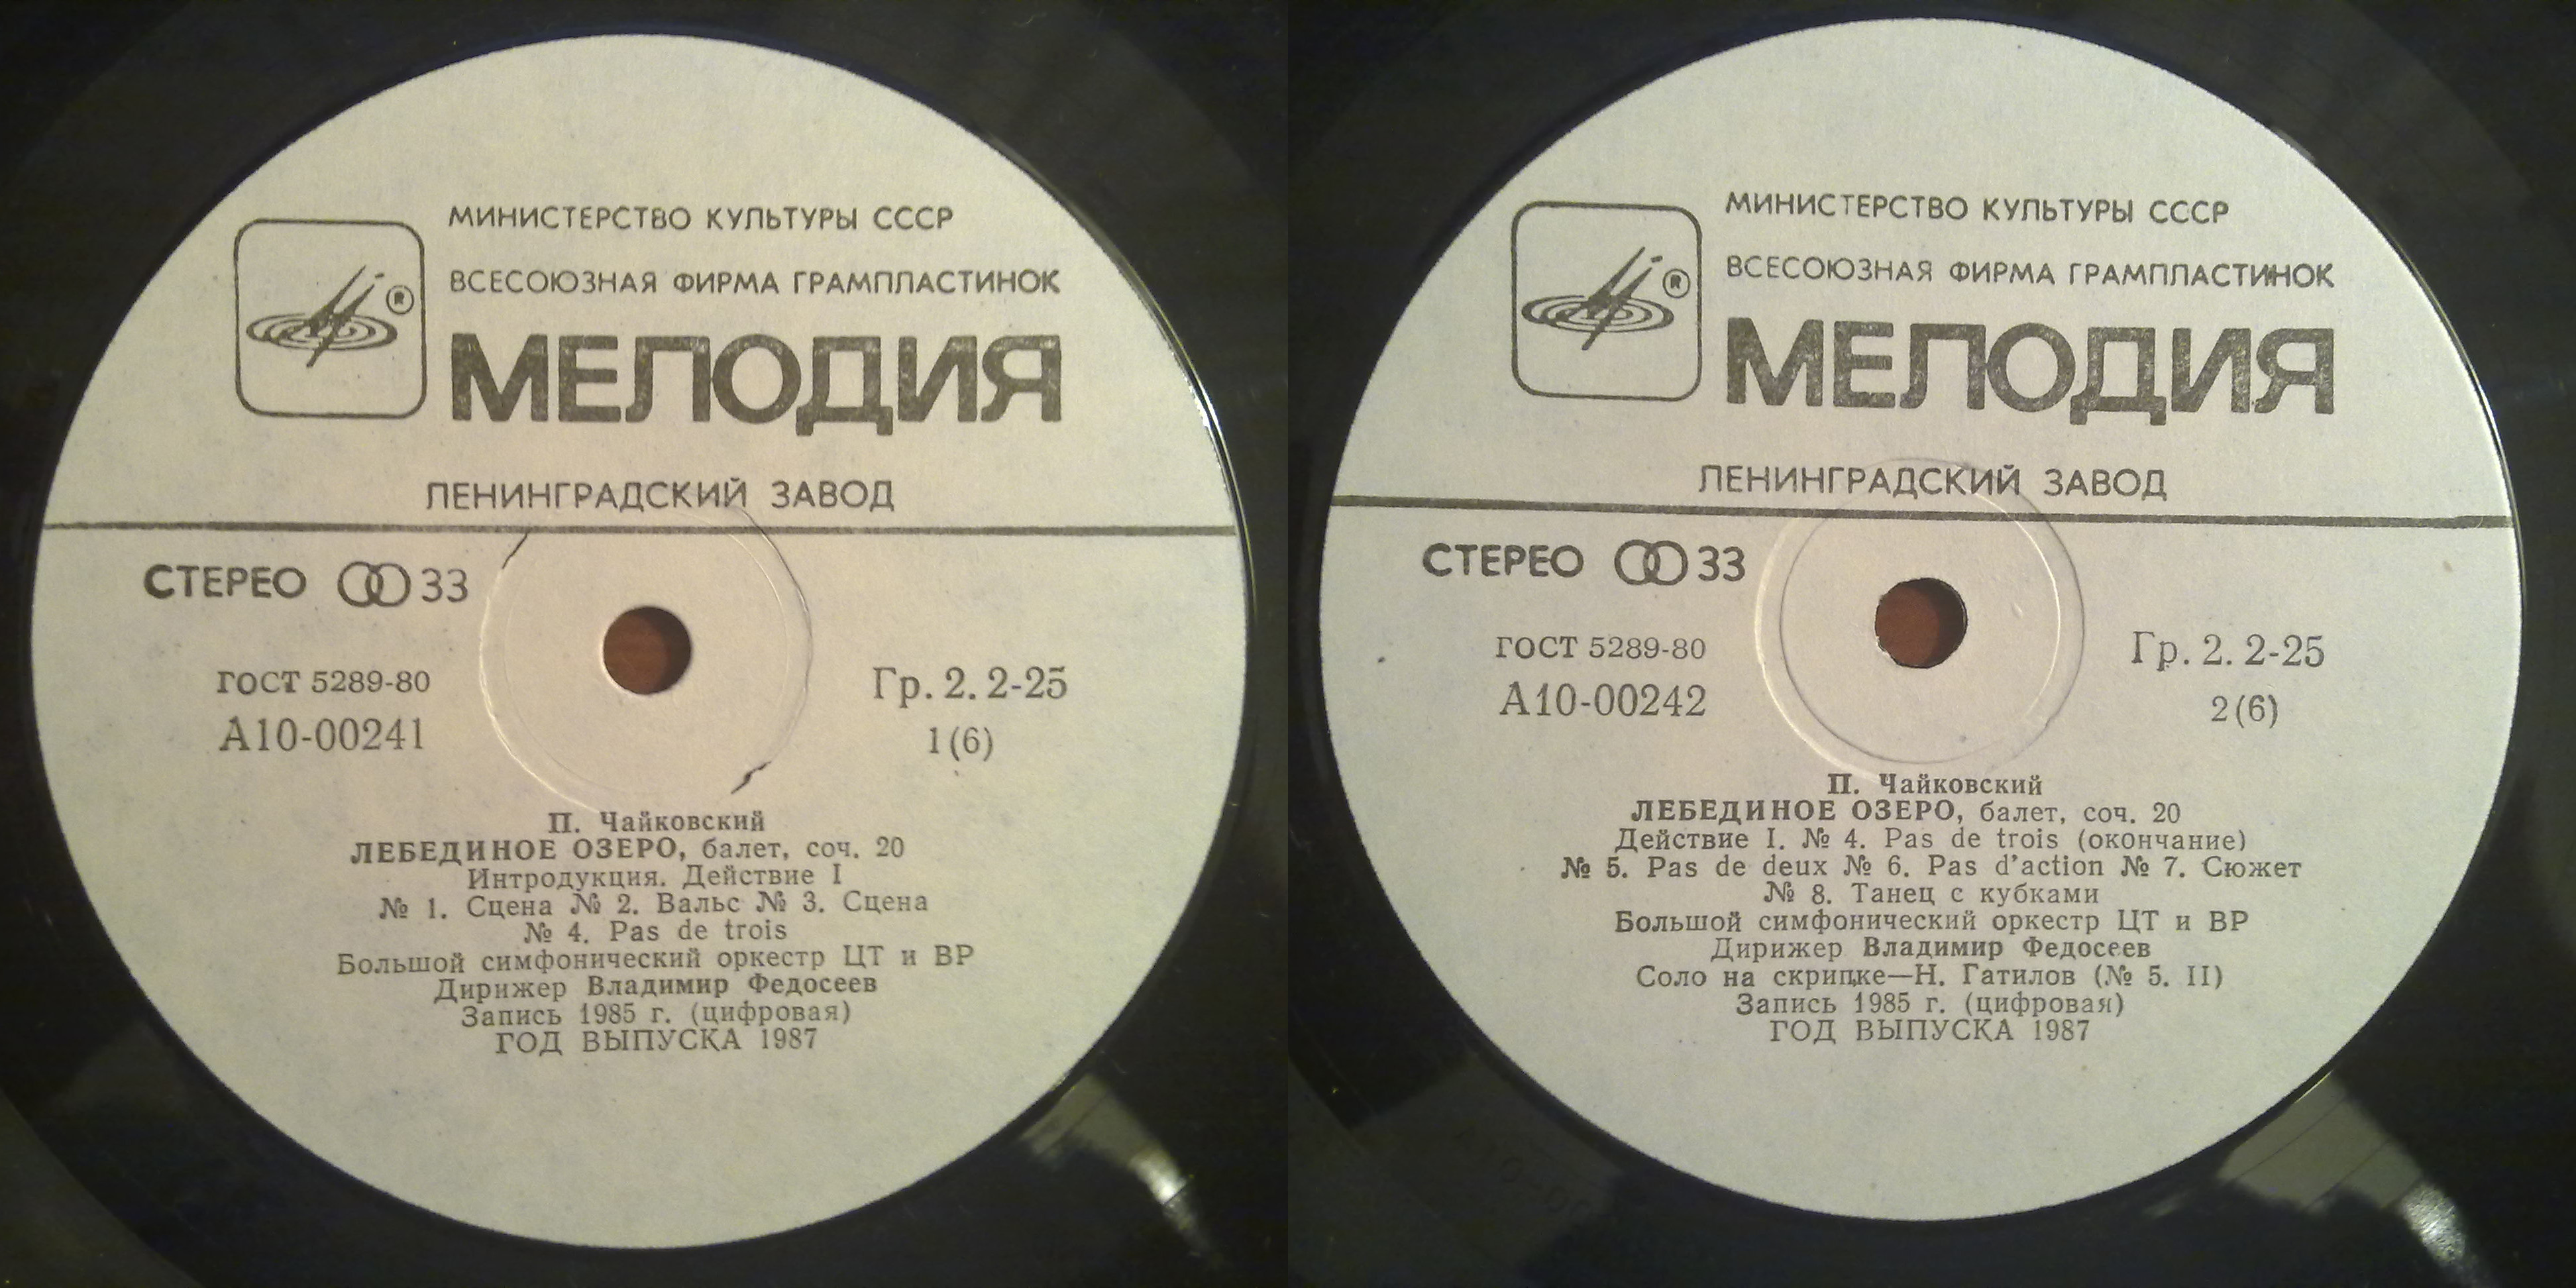 МИНИСТЕРСТВО КУЛЬТУРЫ СССР
ВСЕСОЮЗНАЯ ФИРМА ГРАМПЛАСТИНОК
®
МЕЛОДИЯ
ЛЕНИНГРАДСКИЙ ЗАВОД
СТЕРЕО 33
ГОСТ 5289-80
Гр. 2. 2-25
А10-00241
1(6)
П. Чайковский
ЛЕБЕДИНОЕ ОЗЕРО, балет, соч. 20
Интродукция. Действие I
№ 1. Сцена № 2. Вальс № 3. Сцена
№ 4. Pas de trois
Большой симфонический оркестр ЦТ и ВР
Дирижер Владимир Федосеев
Запись 1985 г. (цифровая)
ГОД ВЫПУСКА 1987
МИНИСТЕРСТВО КУЛЬТУРЫ СССР
ВСЕСОЮЗНАЯ ФИРМА ГРАМПЛАСТИНОК
®
МЕЛОДИЯ
ЛЕНИНГРАДСКИЙ ЗАВОД
СТЕРЕО 33
ГОСТ 5289-80
Гр. 2. 2-25
А10-00242
2(6)
П. Чайковский
ЛЕБЕДИНОЕ ОЗЕРО, балет, соч. 20
Действие I. № 4. Pas de trois (окончание)
№ 5. Pas de deux № 6. Pas d'action № 7. Сюжет
№ 8. Танец с кубками
Большой симфонический оркестр ЦТ и ВР
Дирижер Владимир Федосеев
Соло на скрипке—Н. Гатилов (№ 5. II)
Запись 1985 г. (цифровая)
ГОД ВЫПУСКА 1987